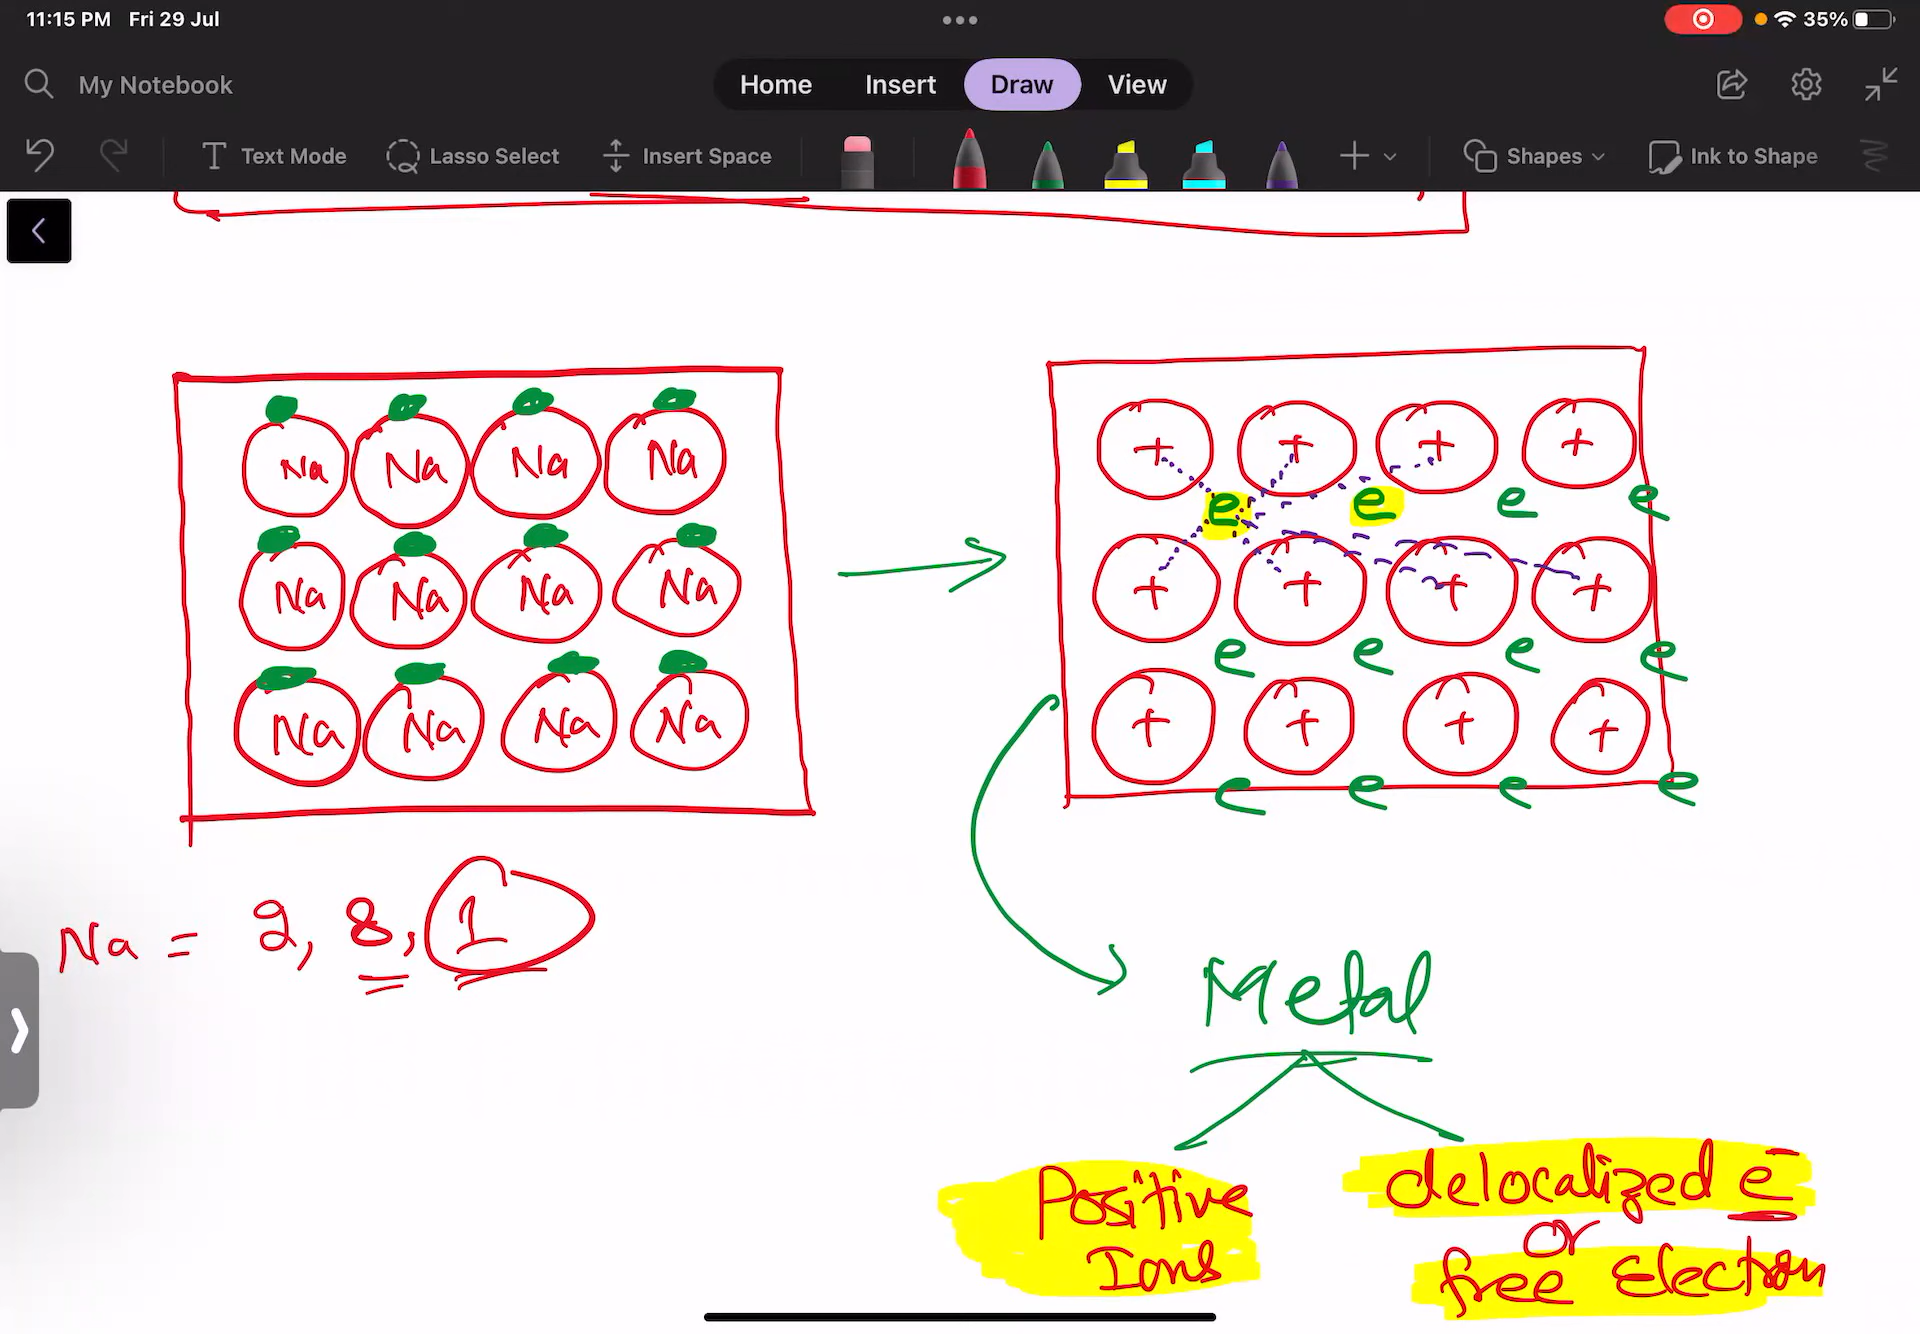 11:15 PM Fri 29 Jul
35%
My Notebook
Home Insert Draw View
Text Mode Lasso Select Insert Space Shapes Ink to Shape
Na Na Na Na
Na Na Na Na
Na Na Na Na
+ + + +
e e e e
+ + + +
e e e e
+ + + +
e e e e
Na = 2, 8, 1
Metal
Positive
Ions
delocalized e⁻
or
free Electron